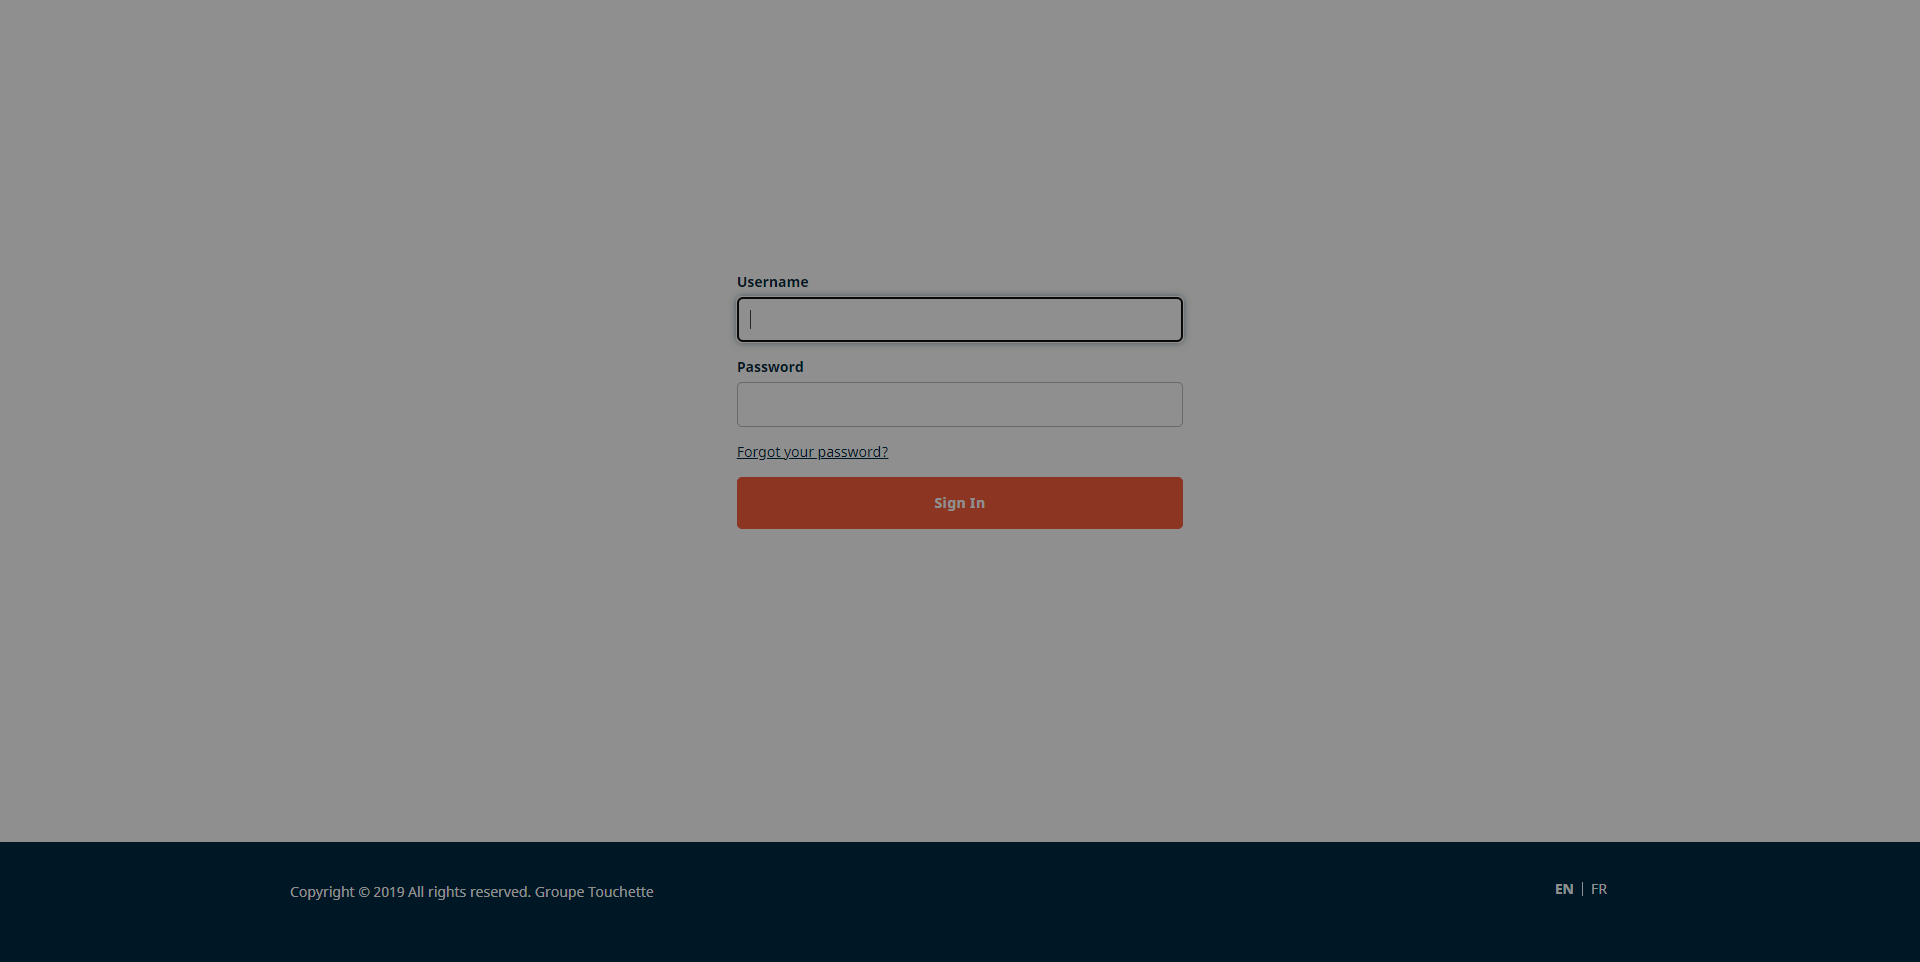 Username
Password
Forgot your password?
Sign In
Copyright © 2019 All rights reserved. Groupe Touchette
EN | FR